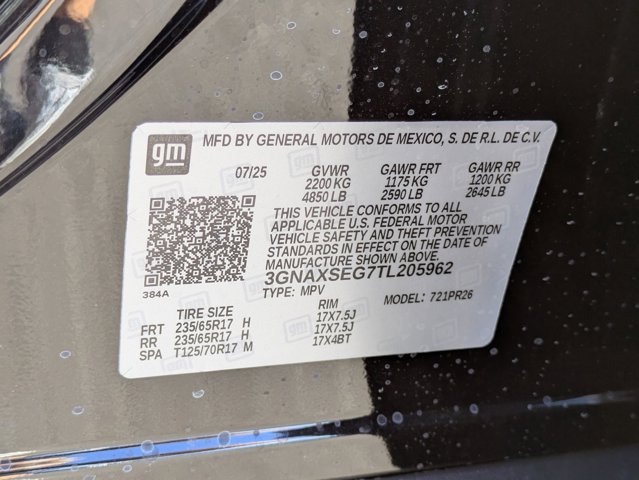 gm
MFD BY GENERAL MOTORS DE MEXICO, S. DE R.L. DE C.V.
07/25 GVWR GAWR FRT GAWR RR
2200 KG 1175 KG 1200 KG
4850 LB 2590 LB 2645 LB
THIS VEHICLE CONFORMS TO ALL
APPLICABLE U.S. FEDERAL MOTOR
VEHICLE SAFETY AND THEFT PREVENTION
STANDARDS IN EFFECT ON THE DATE OF
MANUFACTURE SHOWN ABOVE.
3GNAXSEG7TL205962
384A
TYPE: MPV MODEL: 721PR26
TIRE SIZE RIM
FRT 235/65R17 H 17X7.5J
RR 235/65R17 H 17X7.5J
SPA T125/70R17 M 17X4BT